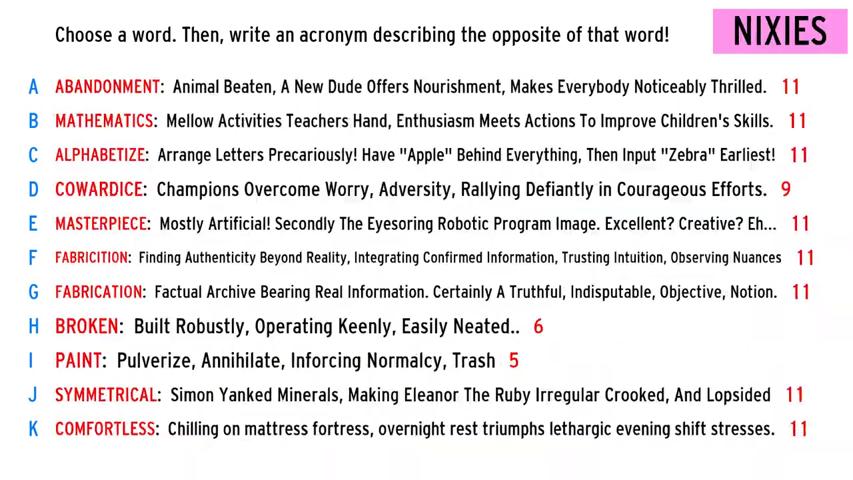 Choose a word. Then, write an acronym describing the opposite of that word!
NIXIES
A ABANDONMENT: Animal Beaten, A New Dude Offers Nourishment, Makes Everybody Noticeably Thrilled. 11
B MATHEMATICS: Mellow Activities Teachers Hand, Enthusiasm Meets Actions To Improve Children's Skills. 11
C ALPHABETIZE: Arrange Letters Precariously! Have "Apple" Behind Everything, Then Input "Zebra" Earliest! 11
D COWARDICE: Champions Overcome Worry, Adversity, Rallying Defiantly in Courageous Efforts. 9
E MASTERPIECE: Mostly Artificial! Secondly The Eyesoring Robotic Program Image. Excellent? Creative? Eh... 11
F FABRICITION: Finding Authenticity Beyond Reality, Integrating Confirmed Information, Trusting Intuition, Observing Nuances 11
G FABRICATION: Factual Archive Bearing Real Information. Certainly A Truthful, Indisputable, Objective, Notion. 11
H BROKEN: Built Robustly, Operating Keenly, Easily Neated.. 6
I PAINT: Pulverize, Annihilate, Inforcing Normalcy, Trash 5
J SYMMETRICAL: Simon Yanked Minerals, Making Eleanor The Ruby Irregular Crooked, And Lopsided 11
K COMFORTLESS: Chilling on mattress fortress, overnight rest triumphs lethargic evening shift stresses. 11